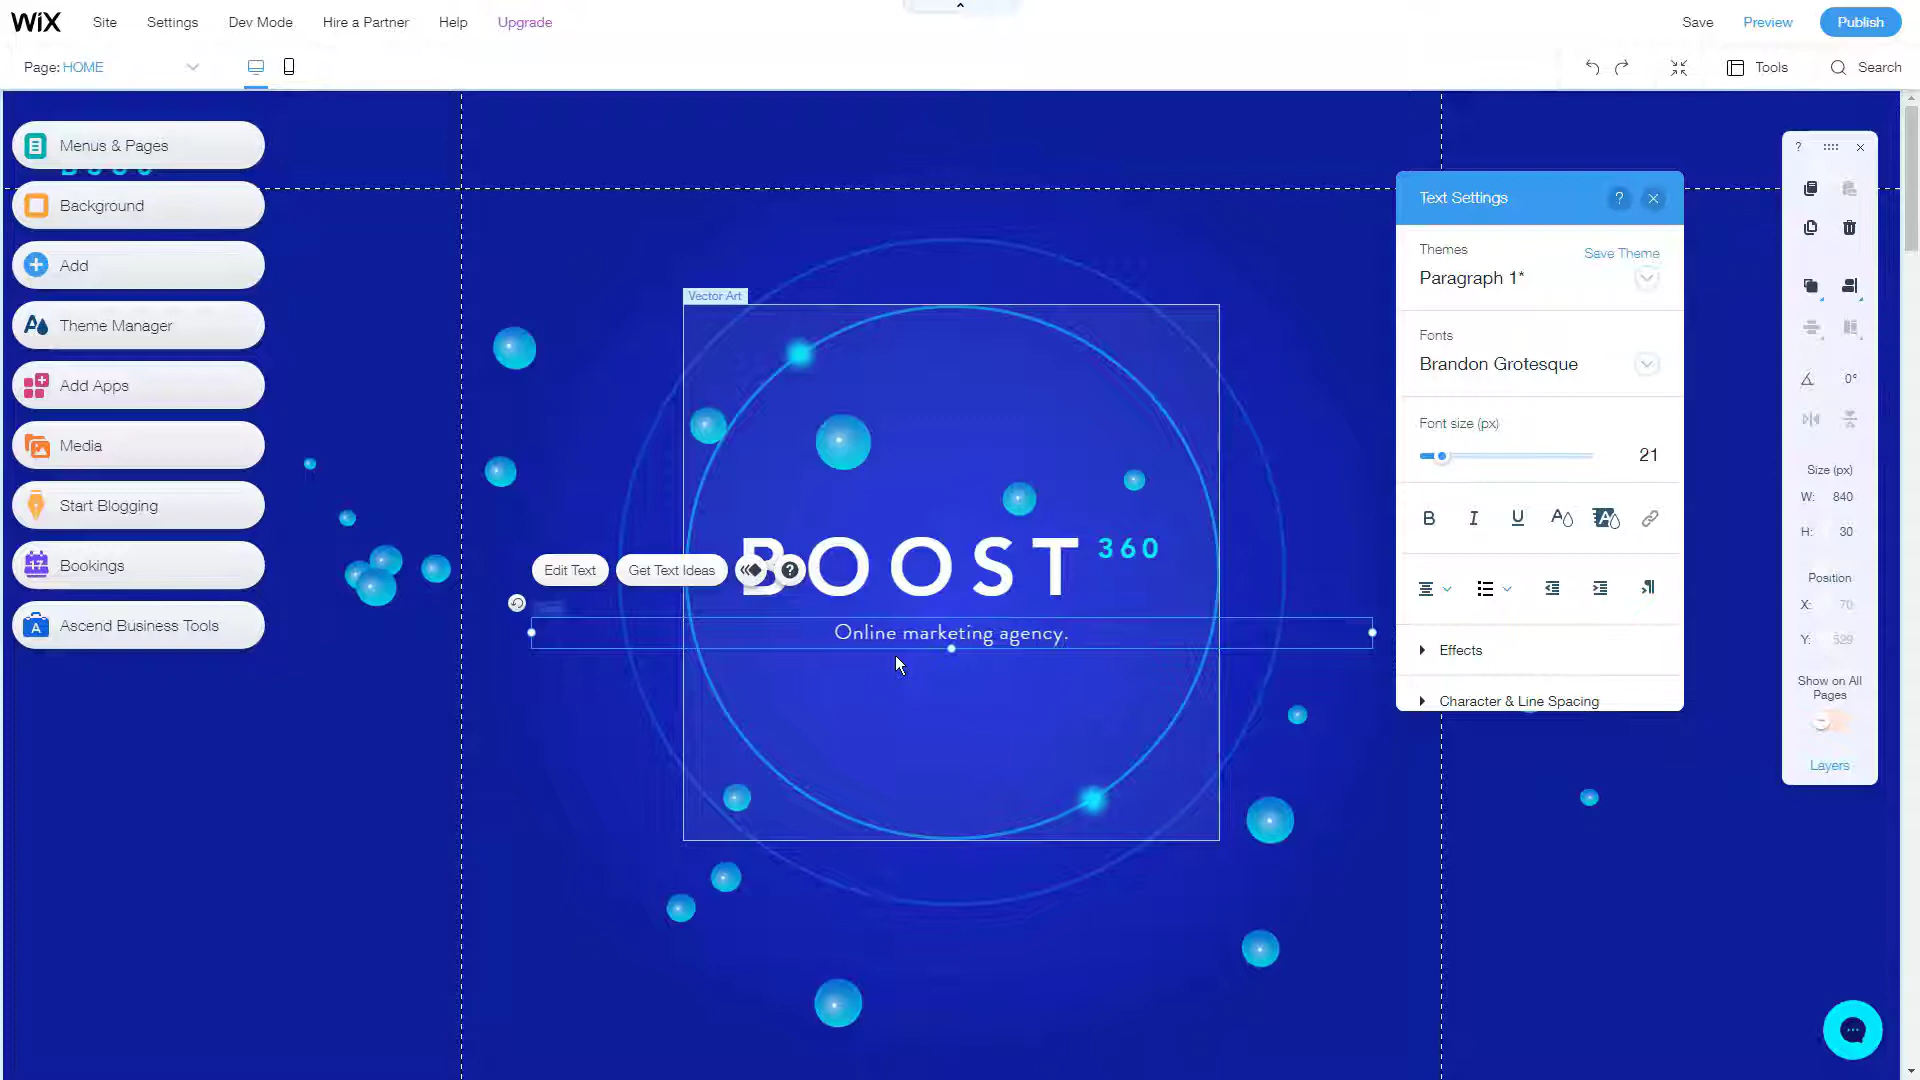 WiX Site Settings Dev Mode Hire a Partner Help Upgrade Save Preview Publish
Page: HOME Tools Search
Menus & Pages
Background
Add
Theme Manager
Add Apps
Media
Start Blogging
17 Bookings
A Ascend Business Tools
Vector Art
BOOST 360
Edit Text Get Text Ideas ?
Online marketing agency.
Text Settings ?
Themes Save Theme
Paragraph 1*
Fonts
Brandon Grotesque
Font size (px)
21
B I U A A
Effects
Character & Line Spacing
?
0°
Size (px)
W: 840
H: 30
Position
X: 70
Y: 529
Show on All
Pages
Layers